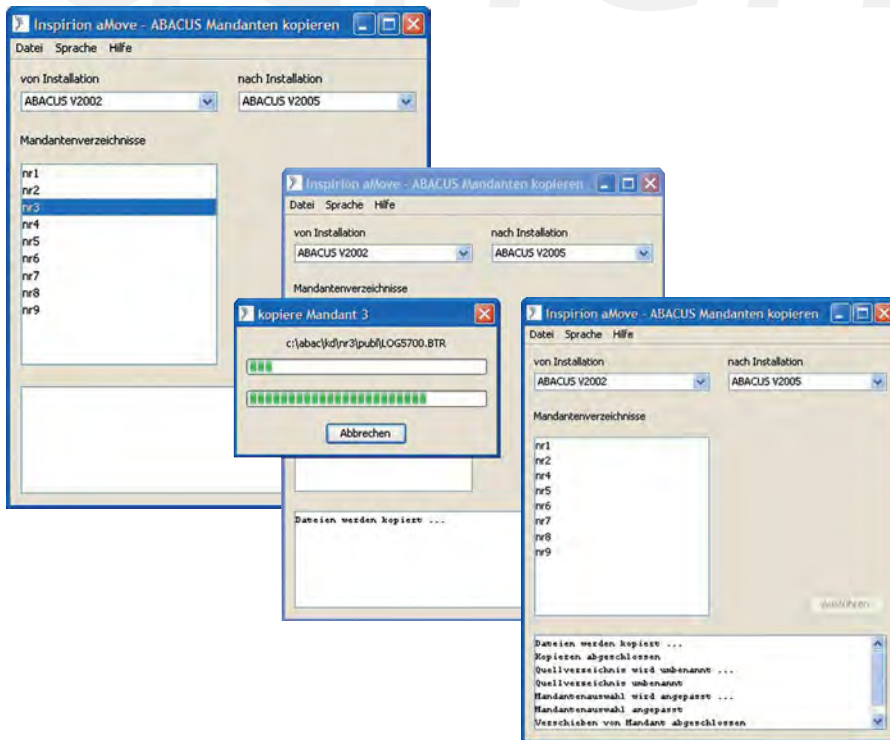 Inspirion aMove - ABACUS Mandanten kopieren
Datei Sprache Hilfe
von Installation nach Installation
ABACUS V2002 ABACUS V2005
Mandantenverzeichnisse
nr1
nr2
nr3
nr4
nr5
nr6
nr7
nr8
nr9
Inspirion aMove - ABACUS Mandanten kopieren
Datei Sprache Hilfe
von Installation nach Installation
ABACUS V2002 ABACUS V2005
Mandantenverzeichnisse
kopiere Mandant 3
c:\abac\kd\nr3\publ\LOG5700.BTR
Abbrechen
Dateien werden kopiert ...
Inspirion aMove - ABACUS Mandanten kopieren
Datei Sprache Hilfe
von Installation nach Installation
ABACUS V2002 ABACUS V2005
Mandantenverzeichnisse
nr1
nr2
nr4
nr5
nr6
nr7
nr8
nr9
Ausführen
Dateien werden kopiert ...
Kopieren abgeschlossen
Quellverzeichnis wird umbenannt ...
Quellverzeichnis umbenannt
Mandantenauswahl wird angepasst ...
Mandantenauswahl angepasst
Verschieben von Mandant abgeschlossen